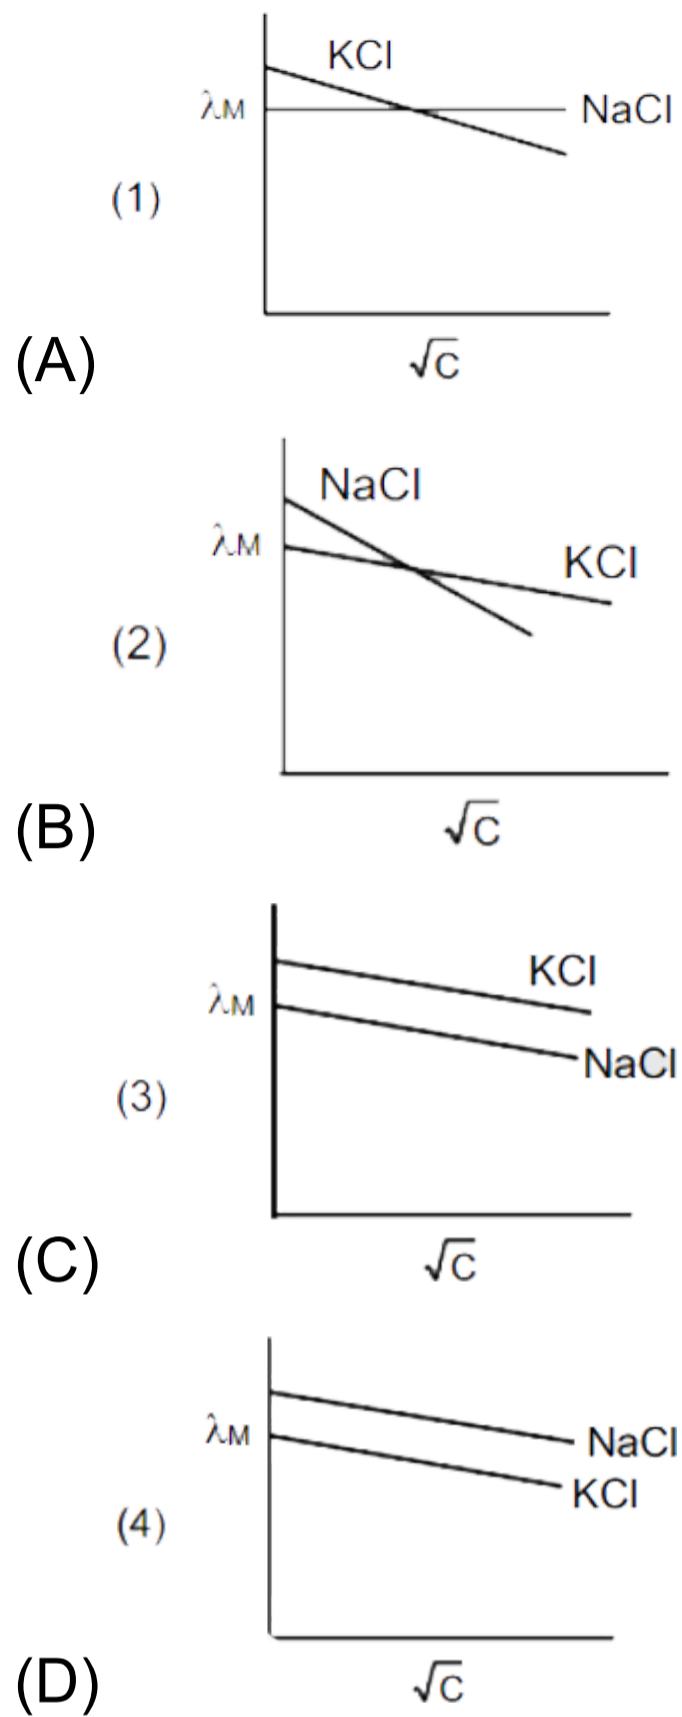 KCl
λM
NaCl
(1)
√C
(A)
NaCl
λM
KCl
(2)
√C
(B)
KCl
λM
NaCl
(3)
√C
(C)
λM
NaCl
KCl
(4)
√C
(D)